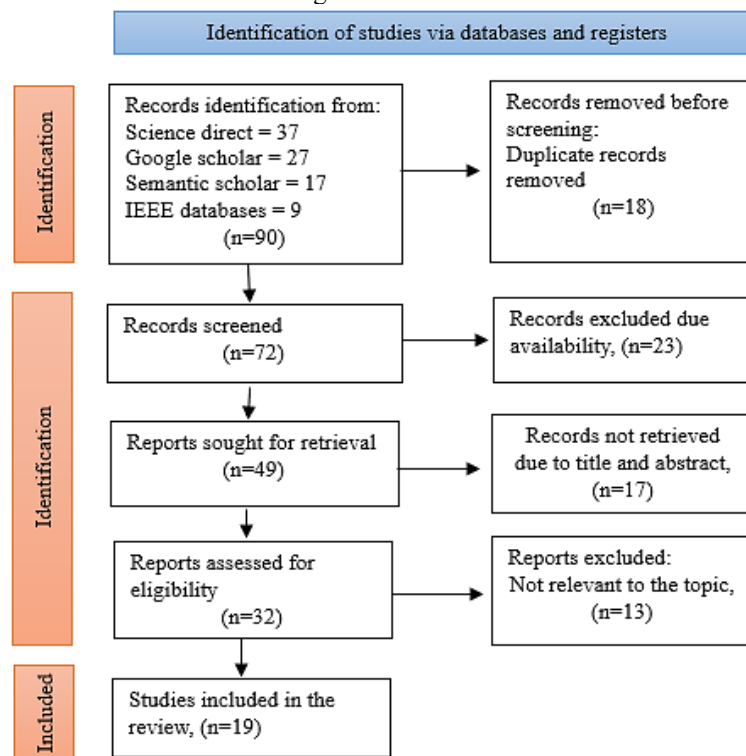 Identification of studies via databases and registers
Identification
Records identification from:
Science direct = 37
Google scholar = 27
Semantic scholar = 17
IEEE databases = 9
(n=90)
Records removed before
screening:
Duplicate records
removed
(n=18)
Identification
Records screened
(n=72)
Records excluded due
availability, (n=23)
Reports sought for retrieval
(n=49)
Records not retrieved
due to title and abstract,
(n=17)
Reports assessed for
eligibility
(n=32)
Reports excluded:
Not relevant to the topic,
(n=13)
Included
Studies included in the
review, (n=19)